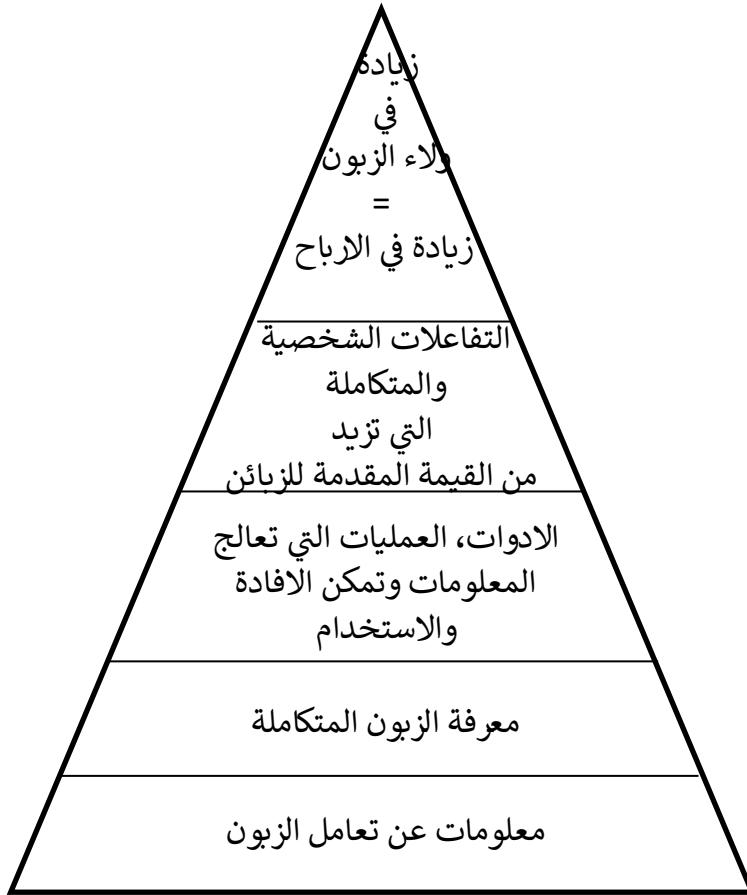 زيادة
في
ولاء الزبون
=
زيادة في الارباح
التفاعلات الشخصية
والمتكاملة
التي تزيد
من القيمة المقدمة للزبائن
الادوات، العمليات التي تعالج
المعلومات وتمكن الافادة
والاستخدام
معرفة الزبون المتكاملة
معلومات عن تعامل الزبون